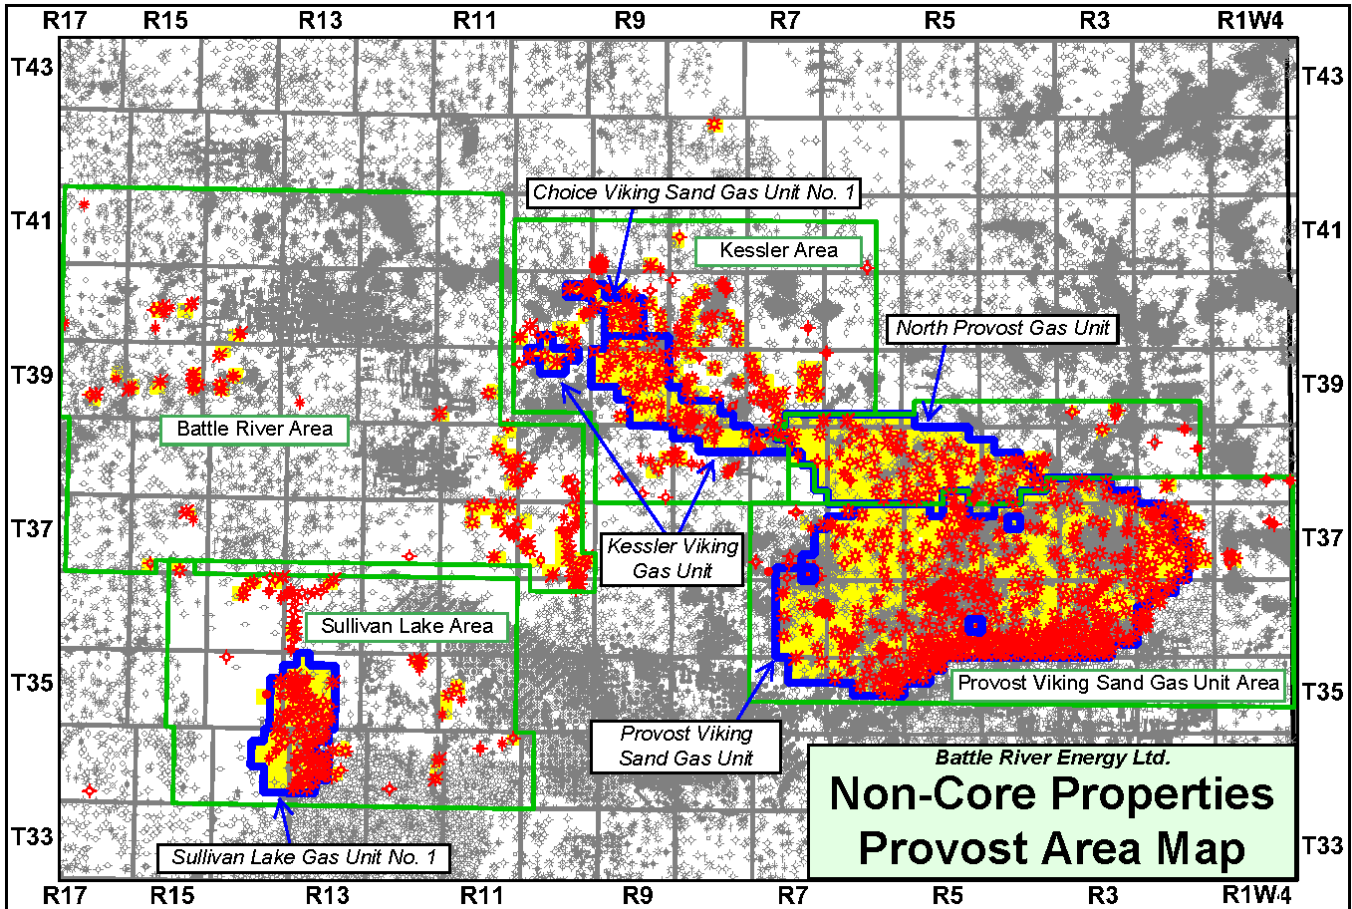 R17 R15 R13 R11 R9 R7 R5 R3 R1W4
T43 T43
Choice Viking Sand Gas Unit No. 1
T41 T41
Kessler Area
North Provost Gas Unit
T39 T39
Battle River Area
T37 T37
Kessler Viking
Gas Unit
Sullivan Lake Area
T35 T35
Provost Viking Sand Gas Unit Area
Provost Viking
Sand Gas Unit
Battle River Energy Ltd.
Non-Core Properties
Provost Area Map
T33 T33
Sullivan Lake Gas Unit No. 1
R17 R15 R13 R11 R9 R7 R5 R3 R1W4